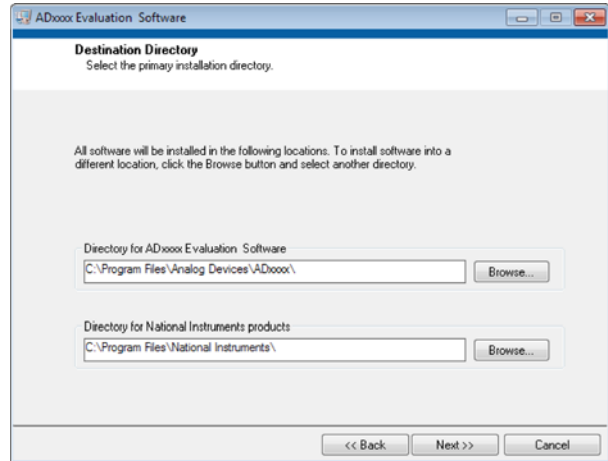 ADxxxx Evaluation Software
Destination Directory
Select the primary installation directory.
All software will be installed in the following locations. To install software into a
different location, click the Browse button and select another directory.
Directory for ADxxxx Evaluation Software
C:\Program Files\Analog Devices\ADxxxx\
Browse...
Directory for National Instruments products
C:\Program Files\National Instruments\
Browse...
<< Back
Next >>
Cancel